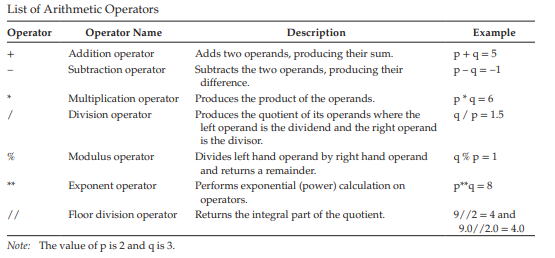 List of Arithmetic Operators
Operator Operator Name Description Example
+ Addition operator Adds two operands, producing their sum. p + q = 5
– Subtraction operator Subtracts the two operands, producing their p – q = –1
difference.
* Multiplication operator Produces the product of the operands. p * q = 6
/ Division operator Produces the quotient of its operands where the q / p = 1.5
left operand is the dividend and the right operand
is the divisor.
% Modulus operator Divides left hand operand by right hand operand q % p = 1
and returns a remainder.
** Exponent operator Performs exponential (power) calculation on p**q = 8
operators.
// Floor division operator Returns the integral part of the quotient. 9//2 = 4 and
9.0//2.0 = 4.0
Note: The value of p is 2 and q is 3.